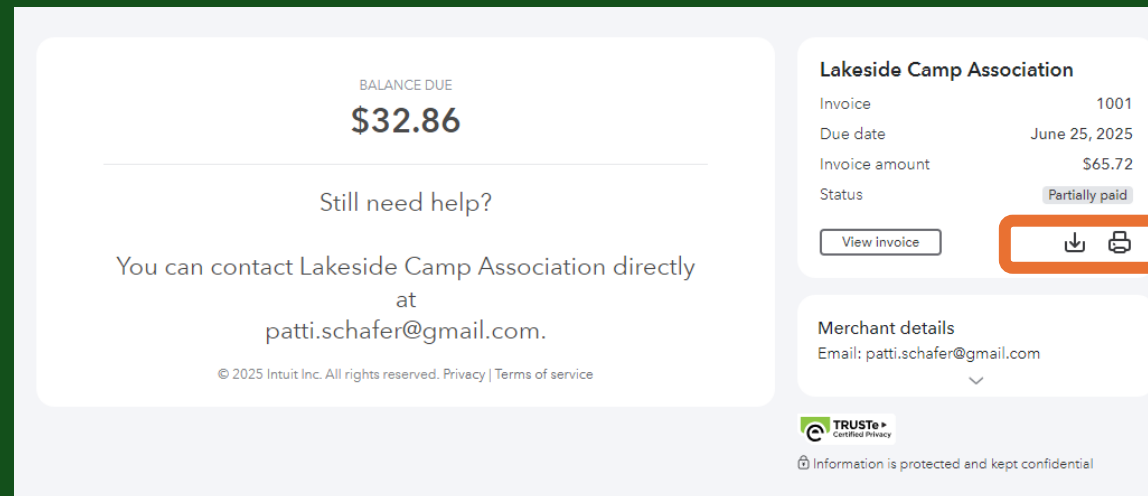 BALANCE DUE
$32.86
Still need help?
You can contact Lakeside Camp Association directly
at
patti.schafer@gmail.com.
© 2025 Intuit Inc. All rights reserved. Privacy | Terms of service
Lakeside Camp Association
Invoice 1001
Due date June 25, 2025
Invoice amount $65.72
Status Partially paid
View invoice
Merchant details
Email: patti.schafer@gmail.com
TRUSTe
Certified Privacy
Information is protected and kept confidential